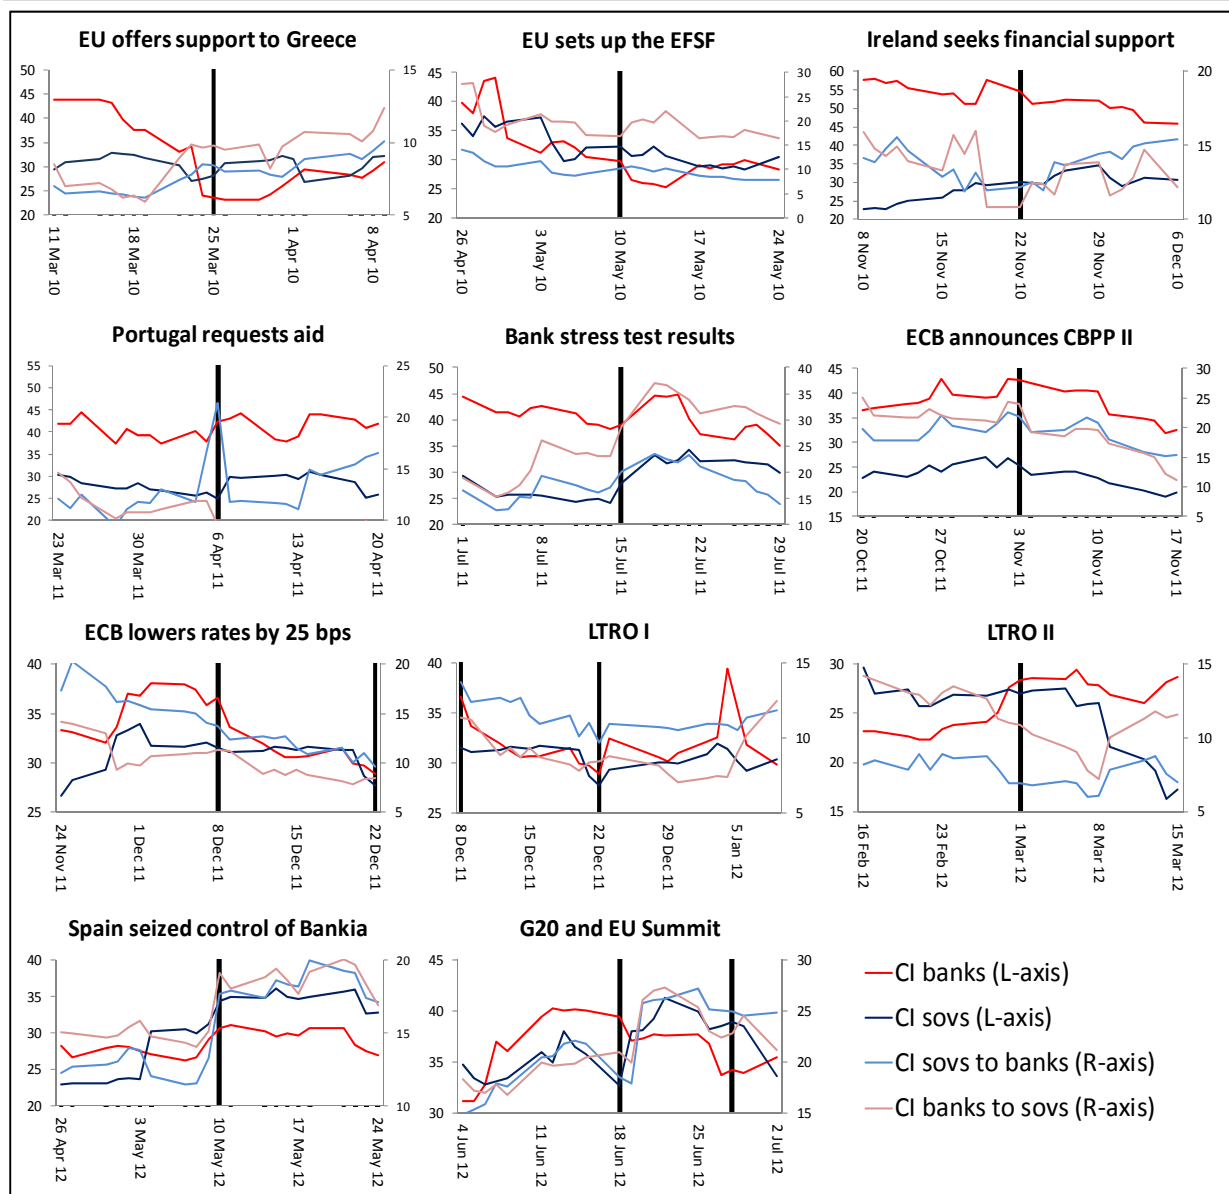 EU offers support to Greece
50
45
40
35
30
25
20
15
10
5
11 Mar 10
18 Mar 10
25 Mar 10
1 Apr 10
8 Apr 10
EU sets up the EFSF
45
40
35
30
25
20
30
25
20
15
10
5
0
26 Apr 10
3 May 10
10 May 10
17 May 10
24 May 10
Ireland seeks financial support
60
55
50
45
40
35
30
25
20
20
15
10
8 Nov 10
15 Nov 10
22 Nov 10
29 Nov 10
6 Dec 10
Portugal requests aid
55
50
45
40
35
30
25
20
25
20
15
10
23 Mar 11
30 Mar 11
6 Apr 11
13 Apr 11
20 Apr 11
Bank stress test results
50
45
40
35
30
25
20
40
35
30
25
20
15
10
1 Jul 11
8 Jul 11
15 Jul 11
22 Jul 11
29 Jul 11
ECB announces CBPP II
45
40
35
30
25
20
15
30
25
20
15
10
5
20 Oct 11
27 Oct 11
3 Nov 11
10 Nov 11
17 Nov 11
ECB lowers rates by 25 bps
40
35
30
25
20
15
10
5
24 Nov 11
1 Dec 11
8 Dec 11
15 Dec 11
22 Dec 11
LTRO I
40
35
30
25
15
10
5
8 Dec 11
15 Dec 11
22 Dec 11
29 Dec 11
5 Jan 12
LTRO II
30
25
20
15
15
10
5
16 Feb 12
23 Feb 12
1 Mar 12
8 Mar 12
15 Mar 12
Spain seized control of Bankia
40
35
30
25
20
20
15
10
26 Apr 12
3 May 12
10 May 12
17 May 12
24 May 12
G20 and EU Summit
45
40
35
30
30
25
20
15
4 Jun 12
11 Jun 12
18 Jun 12
25 Jun 12
2 Jul 12
CI banks (L-axis)
CI sovs (L-axis)
CI sovs to banks (R-axis)
CI banks to sovs (R-axis)